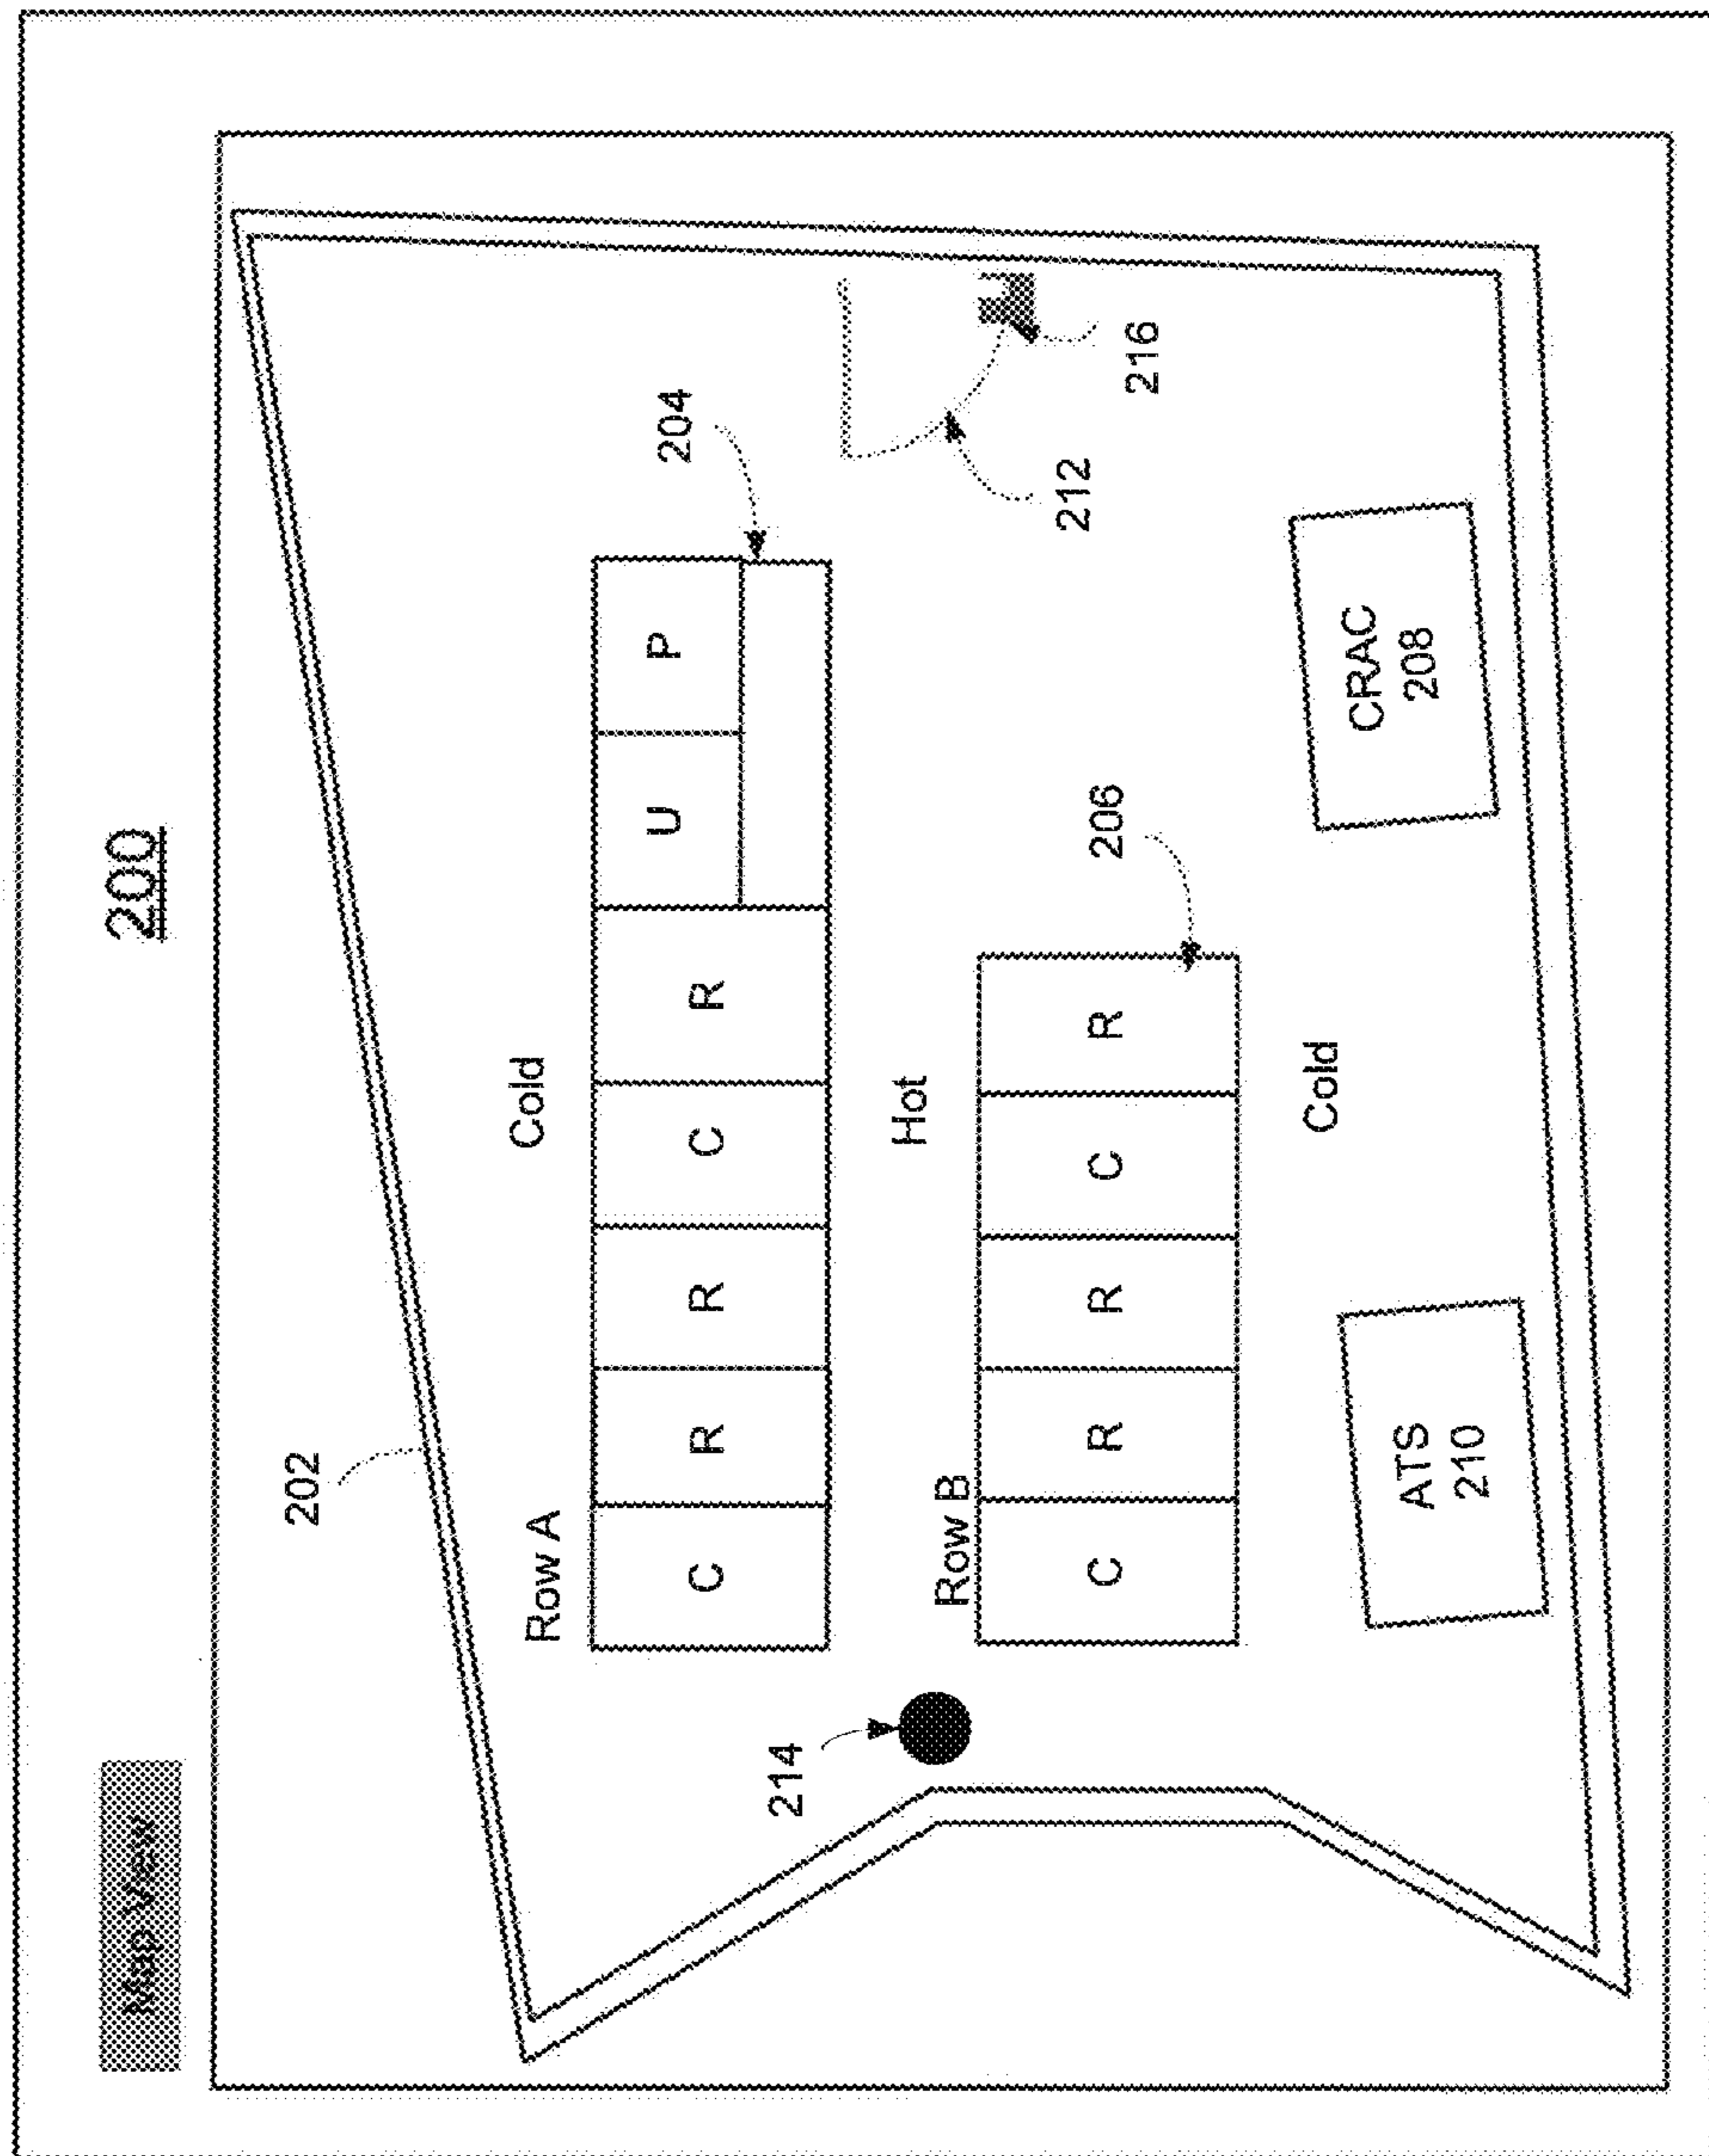 Map View
200
202
Cold
204
Row A
C
R
R
C
R
U
P
214
Hot
212
216
Row B
C
R
R
C
R
206
Cold
ATS
210
CRAC
208